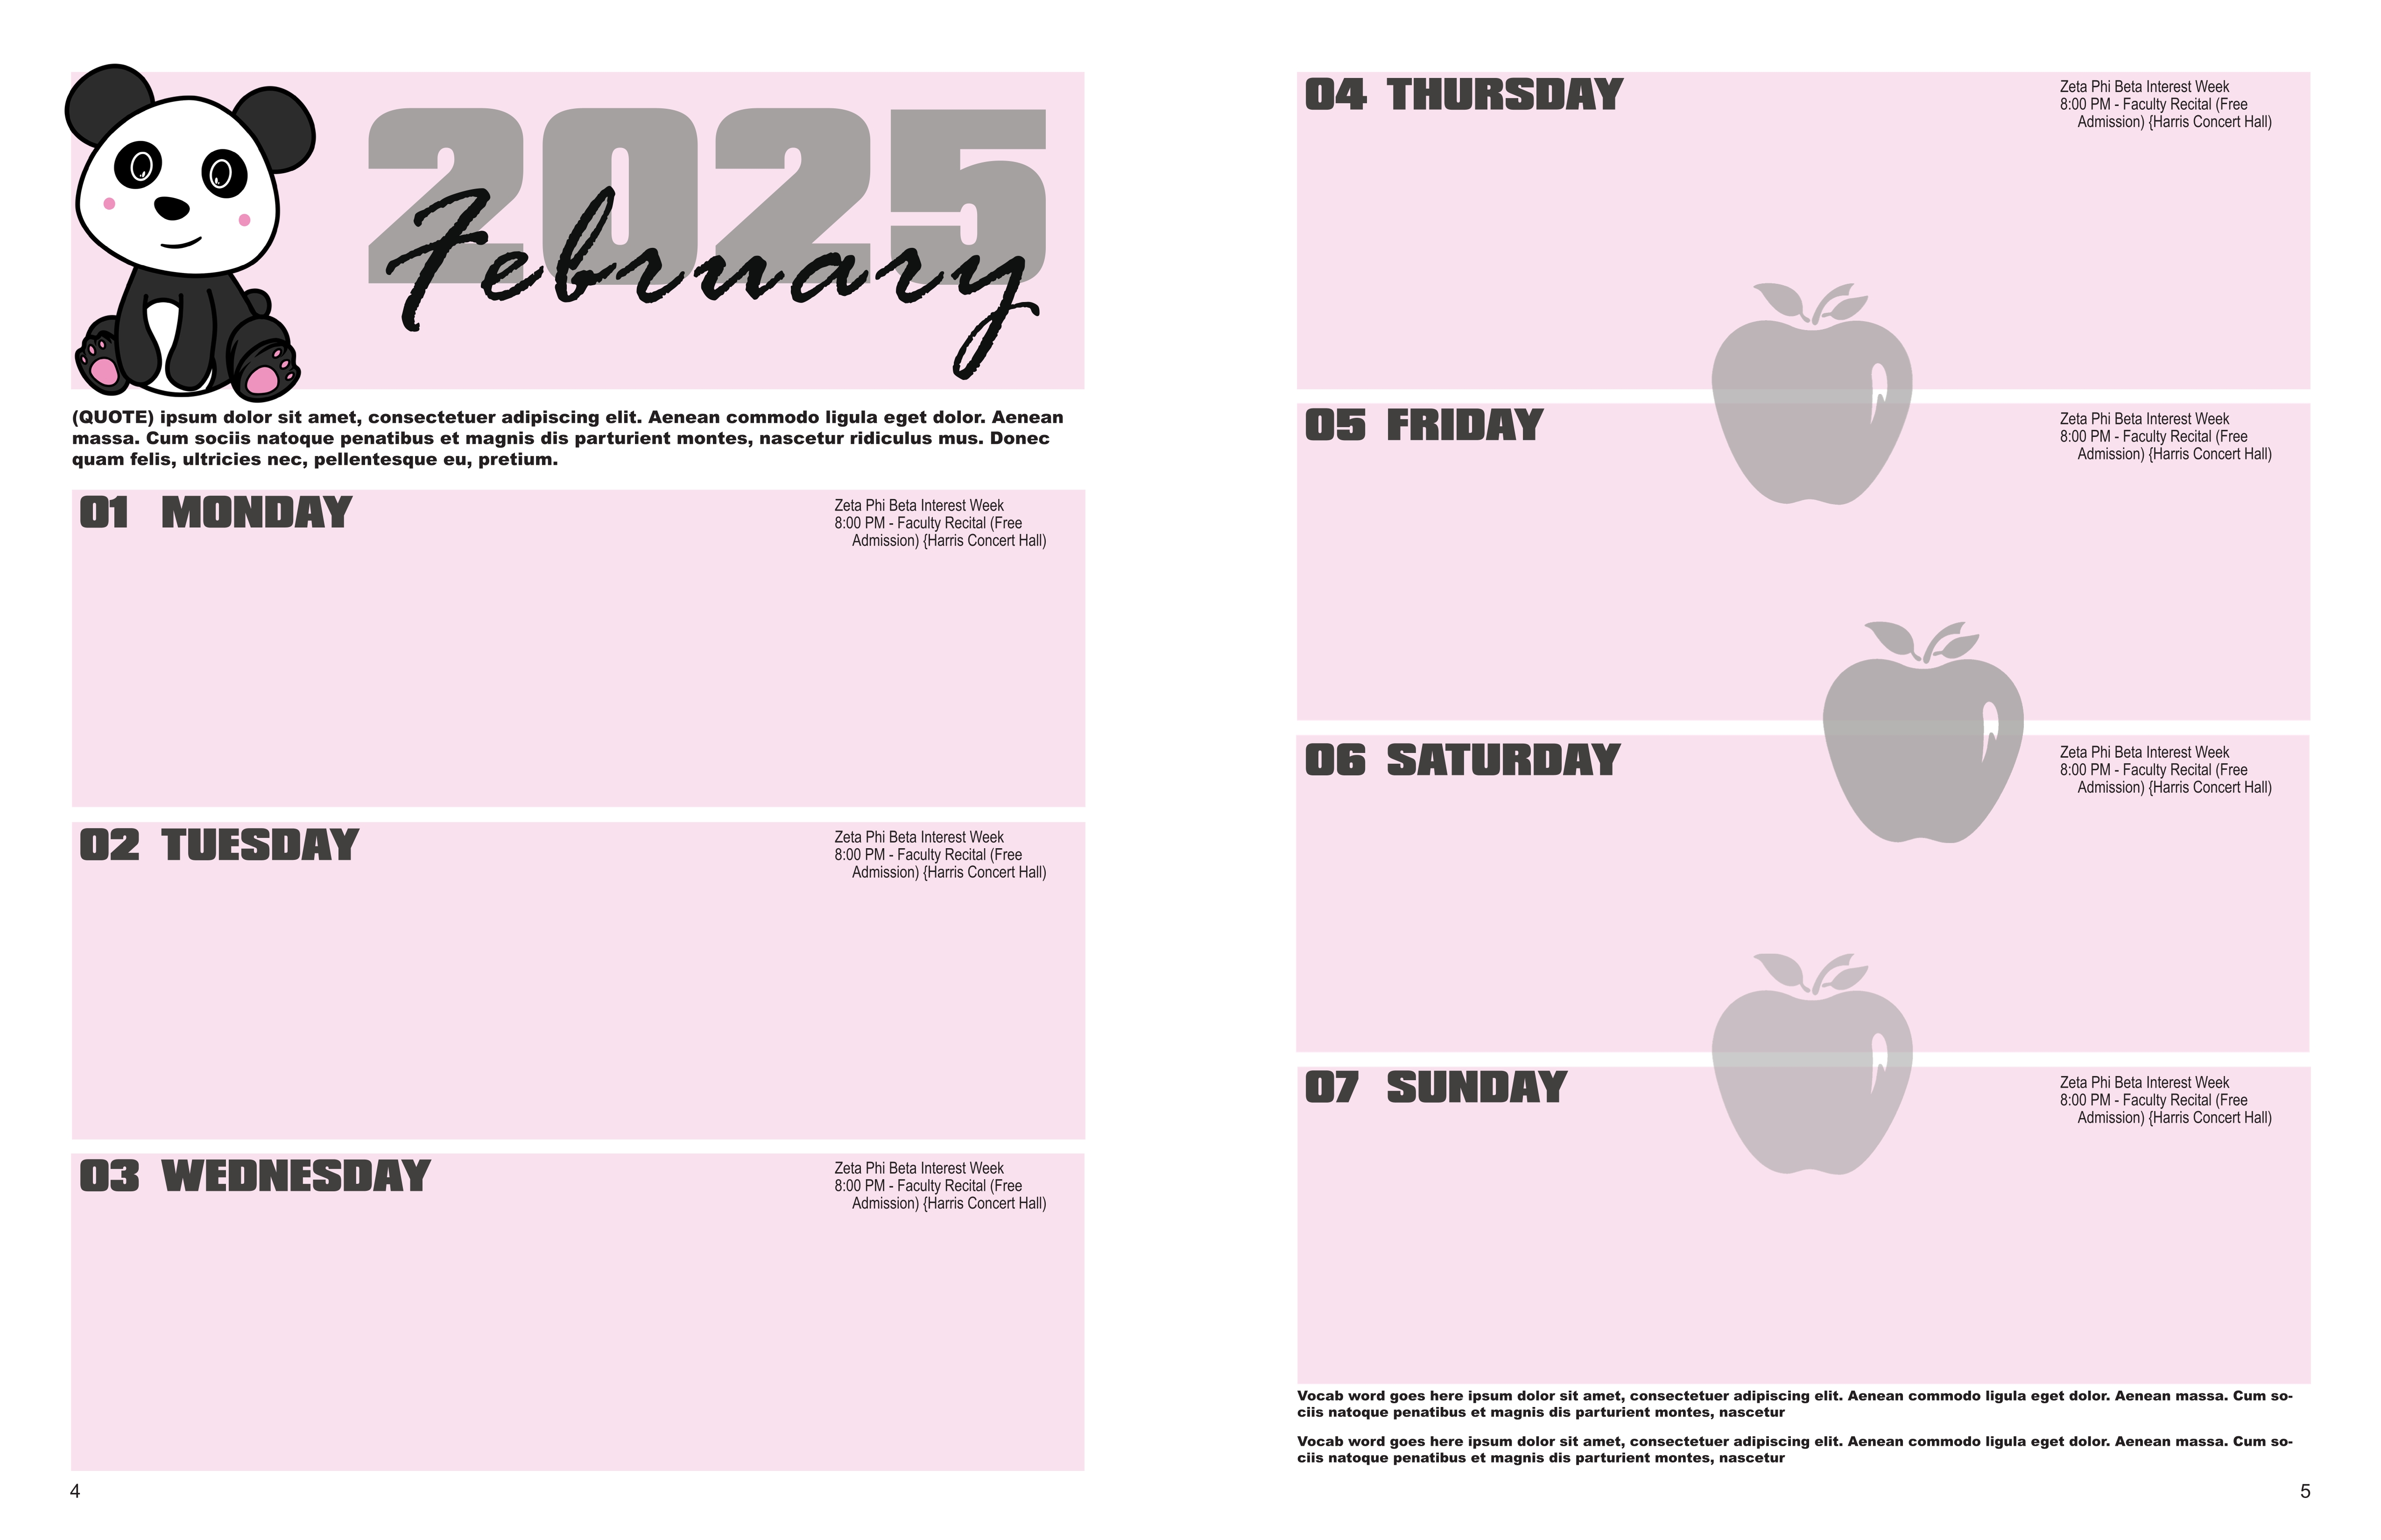 2025
February
(QUOTE) ipsum dolor sit amet, consectetuer adipiscing elit. Aenean commodo ligula eget dolor. Aenean
massa. Cum sociis natoque penatibus et magnis dis parturient montes, nascetur ridiculus mus. Donec
quam felis, ultricies nec, pellentesque eu, pretium.
01 MONDAY
Zeta Phi Beta Interest Week
8:00 PM - Faculty Recital (Free
Admission) {Harris Concert Hall)
02 TUESDAY
Zeta Phi Beta Interest Week
8:00 PM - Faculty Recital (Free
Admission) {Harris Concert Hall)
03 WEDNESDAY
Zeta Phi Beta Interest Week
8:00 PM - Faculty Recital (Free
Admission) {Harris Concert Hall)
4
04 THURSDAY
Zeta Phi Beta Interest Week
8:00 PM - Faculty Recital (Free
Admission) {Harris Concert Hall)
05 FRIDAY
Zeta Phi Beta Interest Week
8:00 PM - Faculty Recital (Free
Admission) {Harris Concert Hall)
06 SATURDAY
Zeta Phi Beta Interest Week
8:00 PM - Faculty Recital (Free
Admission) {Harris Concert Hall)
07 SUNDAY
Zeta Phi Beta Interest Week
8:00 PM - Faculty Recital (Free
Admission) {Harris Concert Hall)
Vocab word goes here ipsum dolor sit amet, consectetuer adipiscing elit. Aenean commodo ligula eget dolor. Aenean massa. Cum so-
ciis natoque penatibus et magnis dis parturient montes, nascetur
Vocab word goes here ipsum dolor sit amet, consectetuer adipiscing elit. Aenean commodo ligula eget dolor. Aenean massa. Cum so-
ciis natoque penatibus et magnis dis parturient montes, nascetur
5